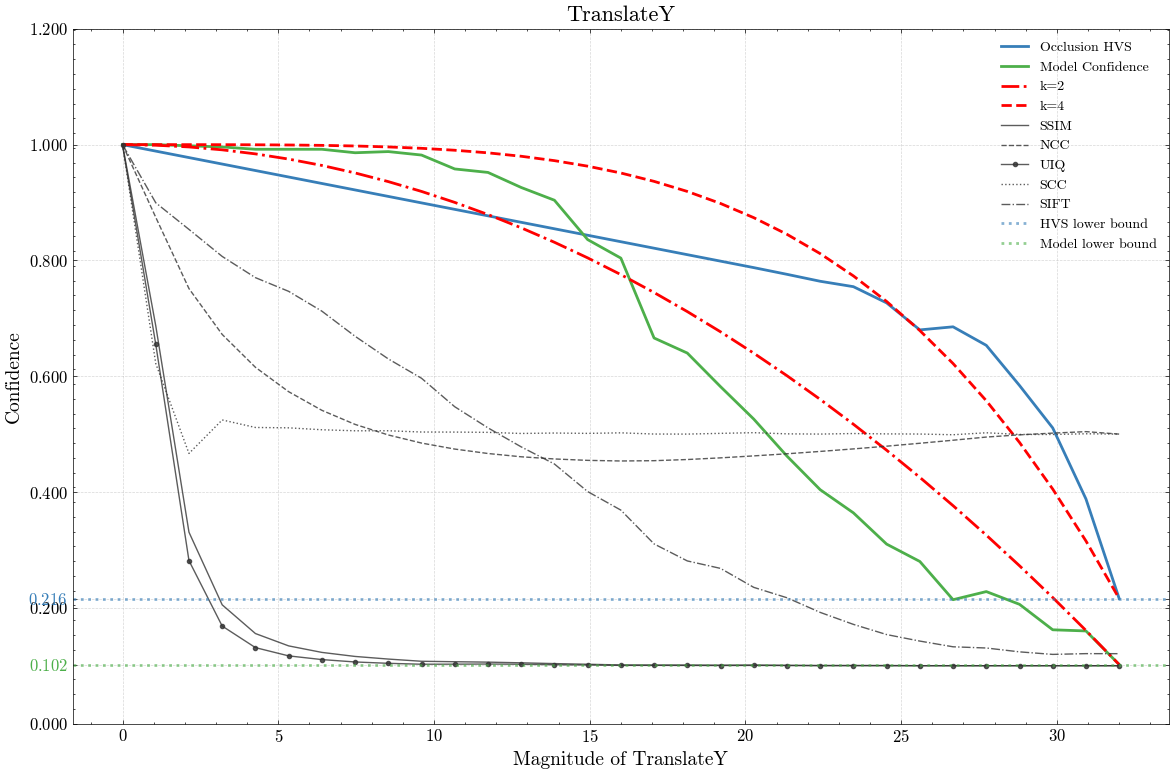 TranslateY
1.200
1.000
0.800
0.600
0.400
0.216
0.200
0.102
0.000
Confidence
Occlusion HVS
Model Confidence
k=2
k=4
SSIM
NCC
UIQ
SCC
SIFT
HVS lower bound
Model lower bound
0 5 10 15 20 25 30
Magnitude of TranslateY